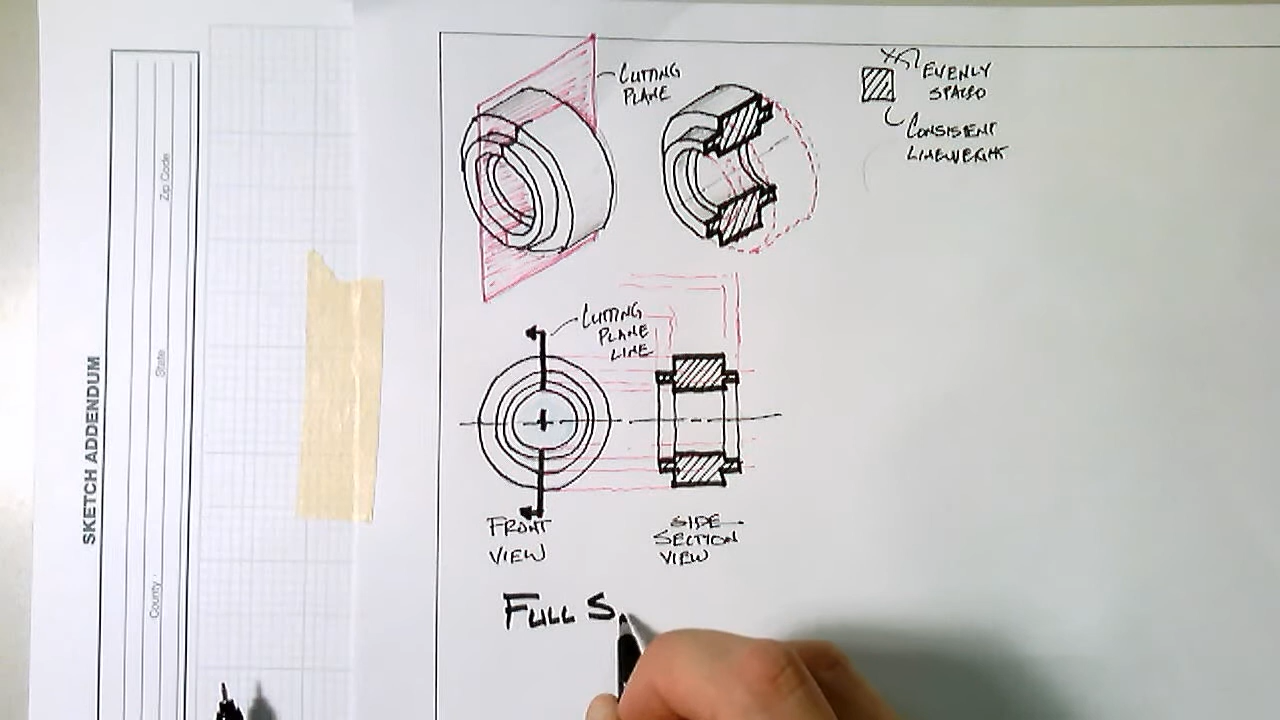 SKETCH ADDENDUM
Zip Code
State
County
CUTTING
PLANE
EVENLY
SPACED
CONSISTENT
LINEWEIGHT
CUTTING
PLANE
LINE
FRONT
VIEW
SIDE
SECTION
VIEW
FULL S